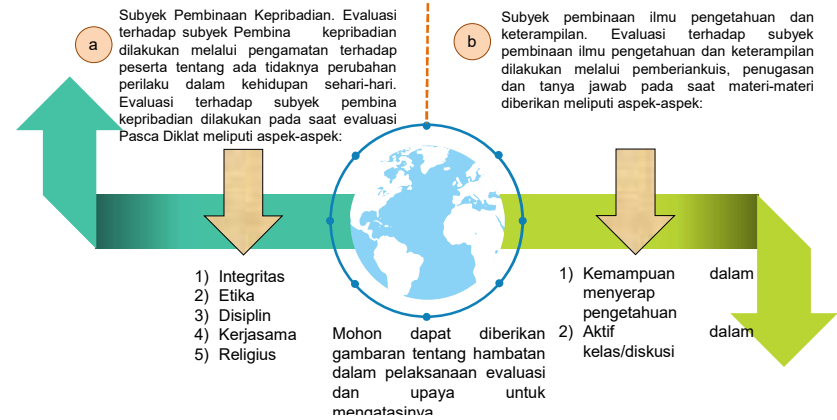 a
Subyek Pembinaan Kepribadian. Evaluasi
terhadap subyek Pembina kepribadian
dilakukan melalui pengamatan terhadap
peserta tentang ada tidaknya perubahan
perilaku dalam kehidupan sehari-hari.
Evaluasi terhadap subyek pembina
kepribadian dilakukan pada saat evaluasi
Pasca Diklat meliputi aspek-aspek:
1) Integritas
2) Etika
3) Disiplin
4) Kerjasama
5) Religius
b
Subyek pembinaan ilmu pengetahuan dan
keterampilan. Evaluasi terhadap subyek
pembinaan ilmu pengetahuan dan keterampilan
dilakukan melalui pemberiankuis, penugasan
dan tanya jawab pada saat materi-materi
diberikan meliputi aspek-aspek:
1) Kemampuan dalam
menyerap
pengetahuan
2) Aktif dalam
kelas/diskusi
Mohon dapat diberikan
gambaran tentang hambatan
dalam pelaksanaan evaluasi
dan upaya untuk
mengatasinya